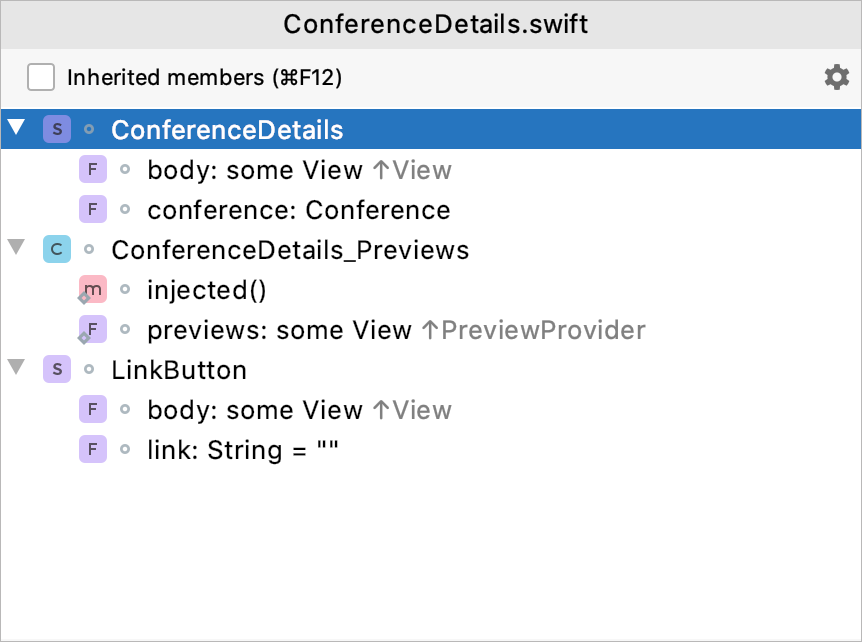 ConferenceDetails.swift
Inherited members (⌘F12)
S ConferenceDetails
F body: some View ↑View
F conference: Conference
C ConferenceDetails_Previews
m injected()
F previews: some View ↑PreviewProvider
S LinkButton
F body: some View ↑View
F link: String = ""